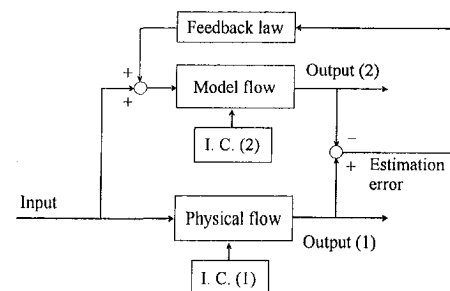 Feedback law
+
+
Model flow
Output (2)
I. C. (2)
−
+
Estimation
error
Input
Physical flow
Output (1)
I. C. (1)